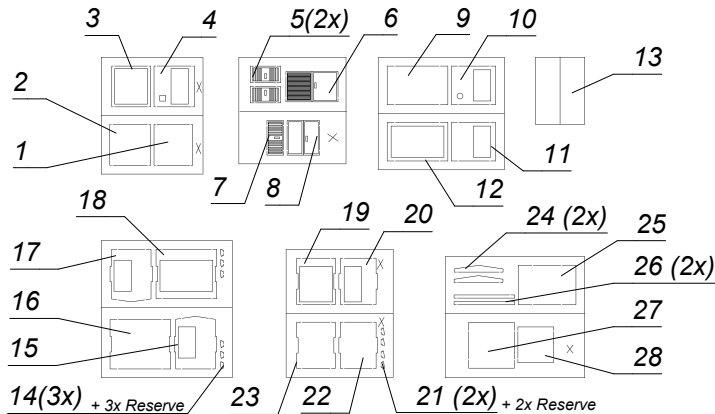 3 4 5(2x) 6 9 10 13
2
1
7 8 12 11
18 19 20 24 (2x) 25
17 26 (2x)
16 27
15 28
14(3x) + 3x Reserve 23 22 21 (2x) + 2x Reserve